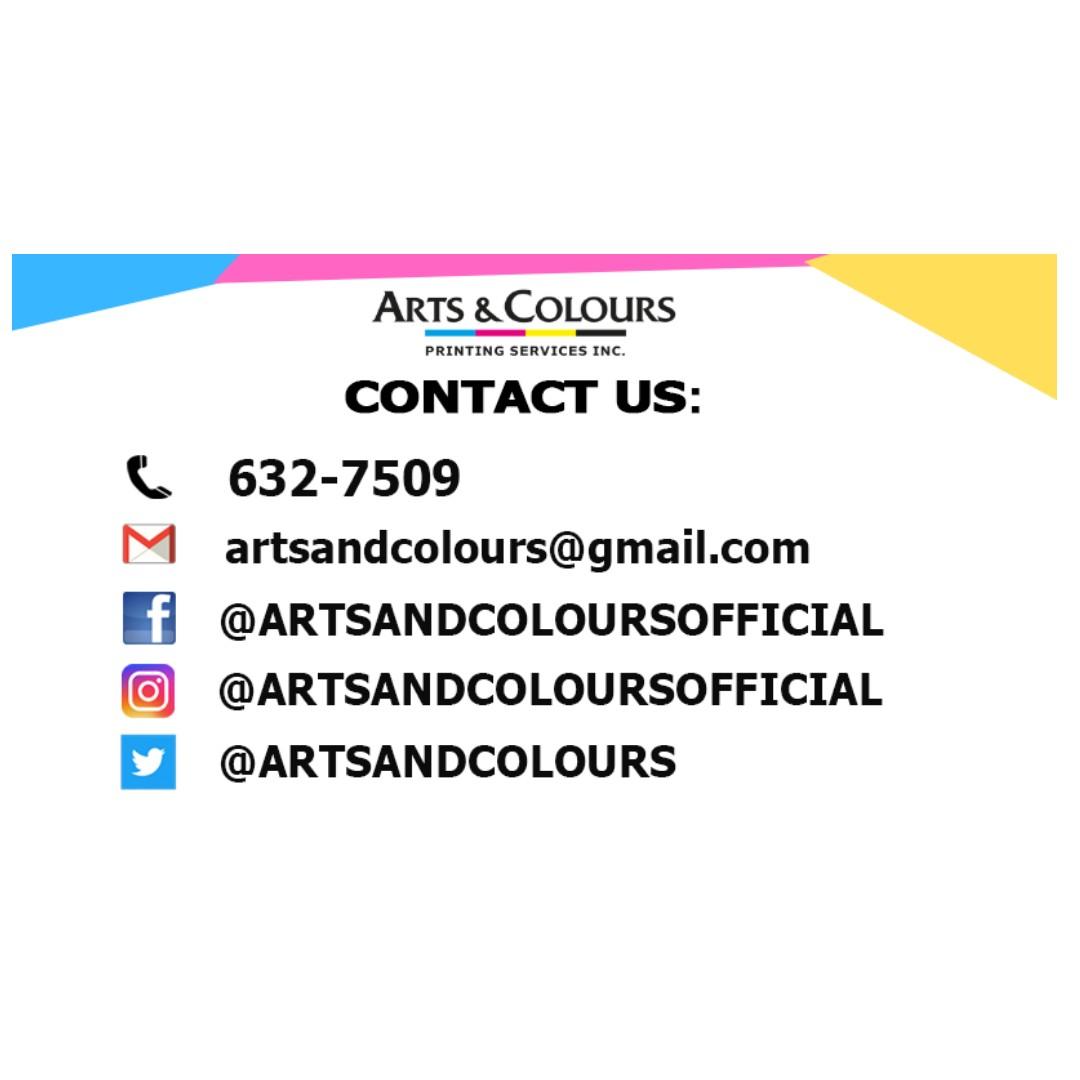 ARTS & COLOURS
PRINTING SERVICES INC.
CONTACT US:
632-7509
artsandcolours@gmail.com
@ARTSANDCOLOURSOFFICIAL
@ARTSANDCOLOURSOFFICIAL
@ARTSANDCOLOURS